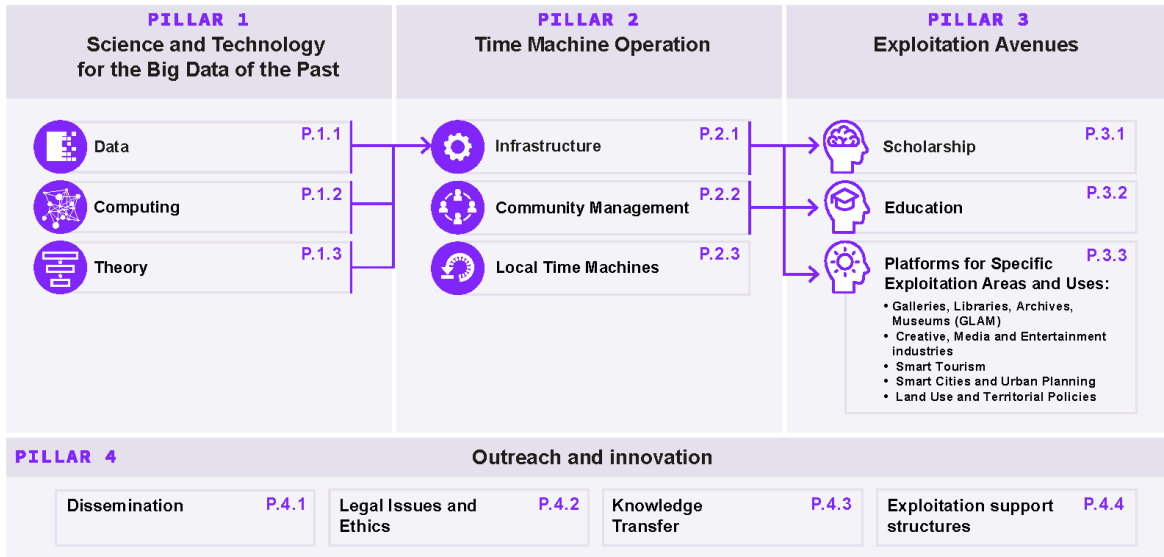 PILLAR 1
Science and Technology
for the Big Data of the Past
P.1.1
Data
P.1.2
Computing
P.1.3
Theory
PILLAR 2
Time Machine Operation
P.2.1
Infrastructure
P.2.2
Community Management
P.2.3
Local Time Machines
PILLAR 3
Exploitation Avenues
P.3.1
Scholarship
P.3.2
Education
P.3.3
Platforms for Specific
Exploitation Areas and Uses:
• Galleries, Libraries, Archives,
Museums (GLAM)
• Creative, Media and Entertainment
industries
• Smart Tourism
• Smart Cities and Urban Planning
• Land Use and Territorial Policies
PILLAR 4
Outreach and innovation
Dissemination
P.4.1
Legal Issues and
Ethics
P.4.2
Knowledge
Transfer
P.4.3
Exploitation support
structures
P.4.4